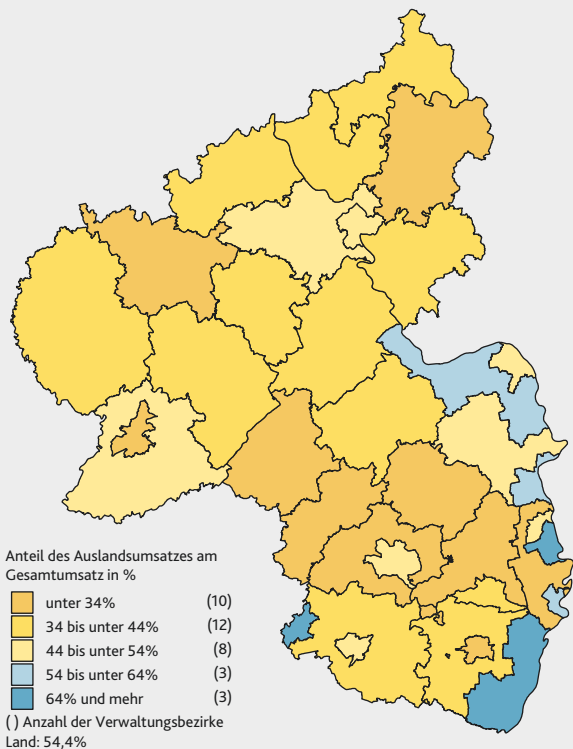 Anteil des Auslandsumsatzes am
Gesamtumsatz in %
unter 34% (10)
34 bis unter 44% (12)
44 bis unter 54% (8)
54 bis unter 64% (3)
64% und mehr (3)
( ) Anzahl der Verwaltungsbezirke
Land: 54,4%